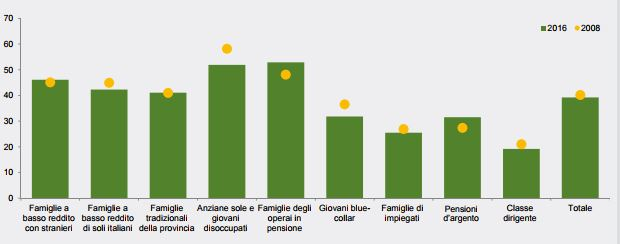 70
2016
2008
60
50
40
30
20
10
0
Famiglie a
basso reddito
con stranieri
Famiglie a
basso reddito
di soli italiani
Famiglie
tradizionali
della provincia
Anziane sole e
giovani
disoccupati
Famiglie degli
operai in
pensione
Giovani blue-
collar
Famiglie di
impiegati
Pensioni
d'argento
Classe
dirigente
Totale